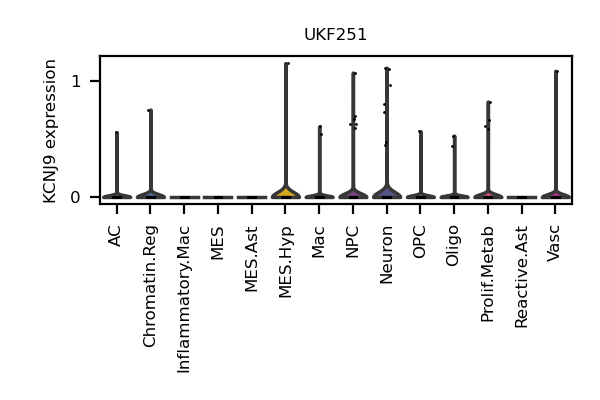 UKF251
KCNJ9 expression
1
0
AC
Chromatin.Reg
Inflammatory.Mac
MES
MES.Ast
MES.Hyp
Mac
NPC
Neuron
OPC
Oligo
Prolif.Metab
Reactive.Ast
Vasc